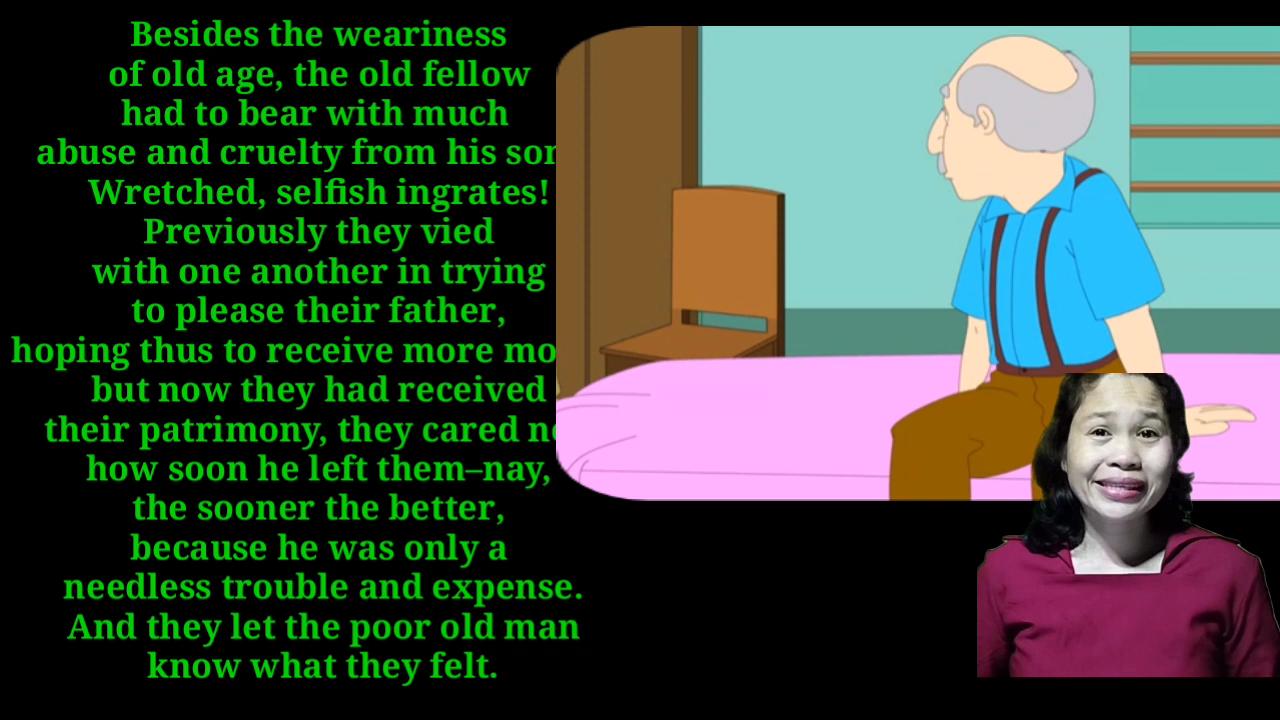 Besides the weariness
of old age, the old fellow
had to bear with much
abuse and cruelty from his
Wretched, selfish ingrates!
Previously they vied
with one another in trying
to please their father,
hoping thus to receive more
but now they had received
their patrimony, they cared
how soon he left them–nay,
the sooner the better,
because he was only a
needless trouble and expense.
And they let the poor old man
know what they felt.